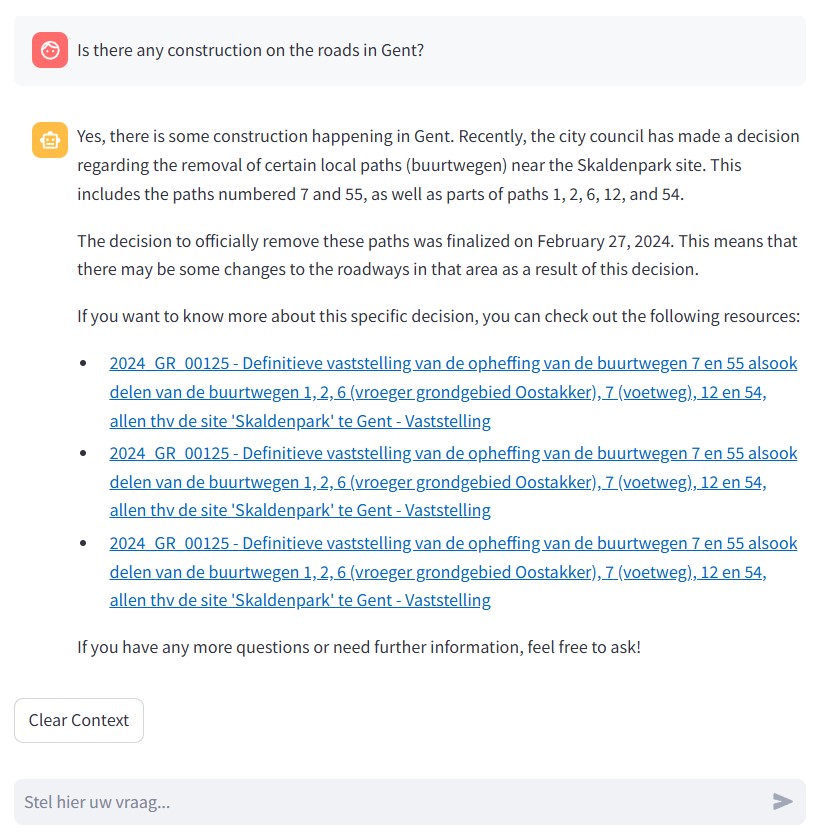 Is there any construction on the roads in Gent?
Yes, there is some construction happening in Gent. Recently, the city council has made a decision
regarding the removal of certain local paths (buurtwegen) near the Skaldenpark site. This
includes the paths numbered 7 and 55, as well as parts of paths 1, 2, 6, 12, and 54.
The decision to officially remove these paths was finalized on February 27, 2024. This means that
there may be some changes to the roadways in that area as a result of this decision.
If you want to know more about this specific decision, you can check out the following resources:
• 2024_GR_00125 - Definitieve vaststelling van de opheffing van de buurtwegen 7 en 55 alsook
delen van de buurtwegen 1, 2, 6 (vroeger grondgebied Oostakker), 7 (voetweg), 12 en 54,
allen thv de site 'Skaldenpark' te Gent - Vaststelling
• 2024_GR_00125 - Definitieve vaststelling van de opheffing van de buurtwegen 7 en 55 alsook
delen van de buurtwegen 1, 2, 6 (vroeger grondgebied Oostakker), 7 (voetweg), 12 en 54,
allen thv de site 'Skaldenpark' te Gent - Vaststelling
• 2024_GR_00125 - Definitieve vaststelling van de opheffing van de buurtwegen 7 en 55 alsook
delen van de buurtwegen 1, 2, 6 (vroeger grondgebied Oostakker), 7 (voetweg), 12 en 54,
allen thv de site 'Skaldenpark' te Gent - Vaststelling
If you have any more questions or need further information, feel free to ask!
Clear Context
Stel hier uw vraag...